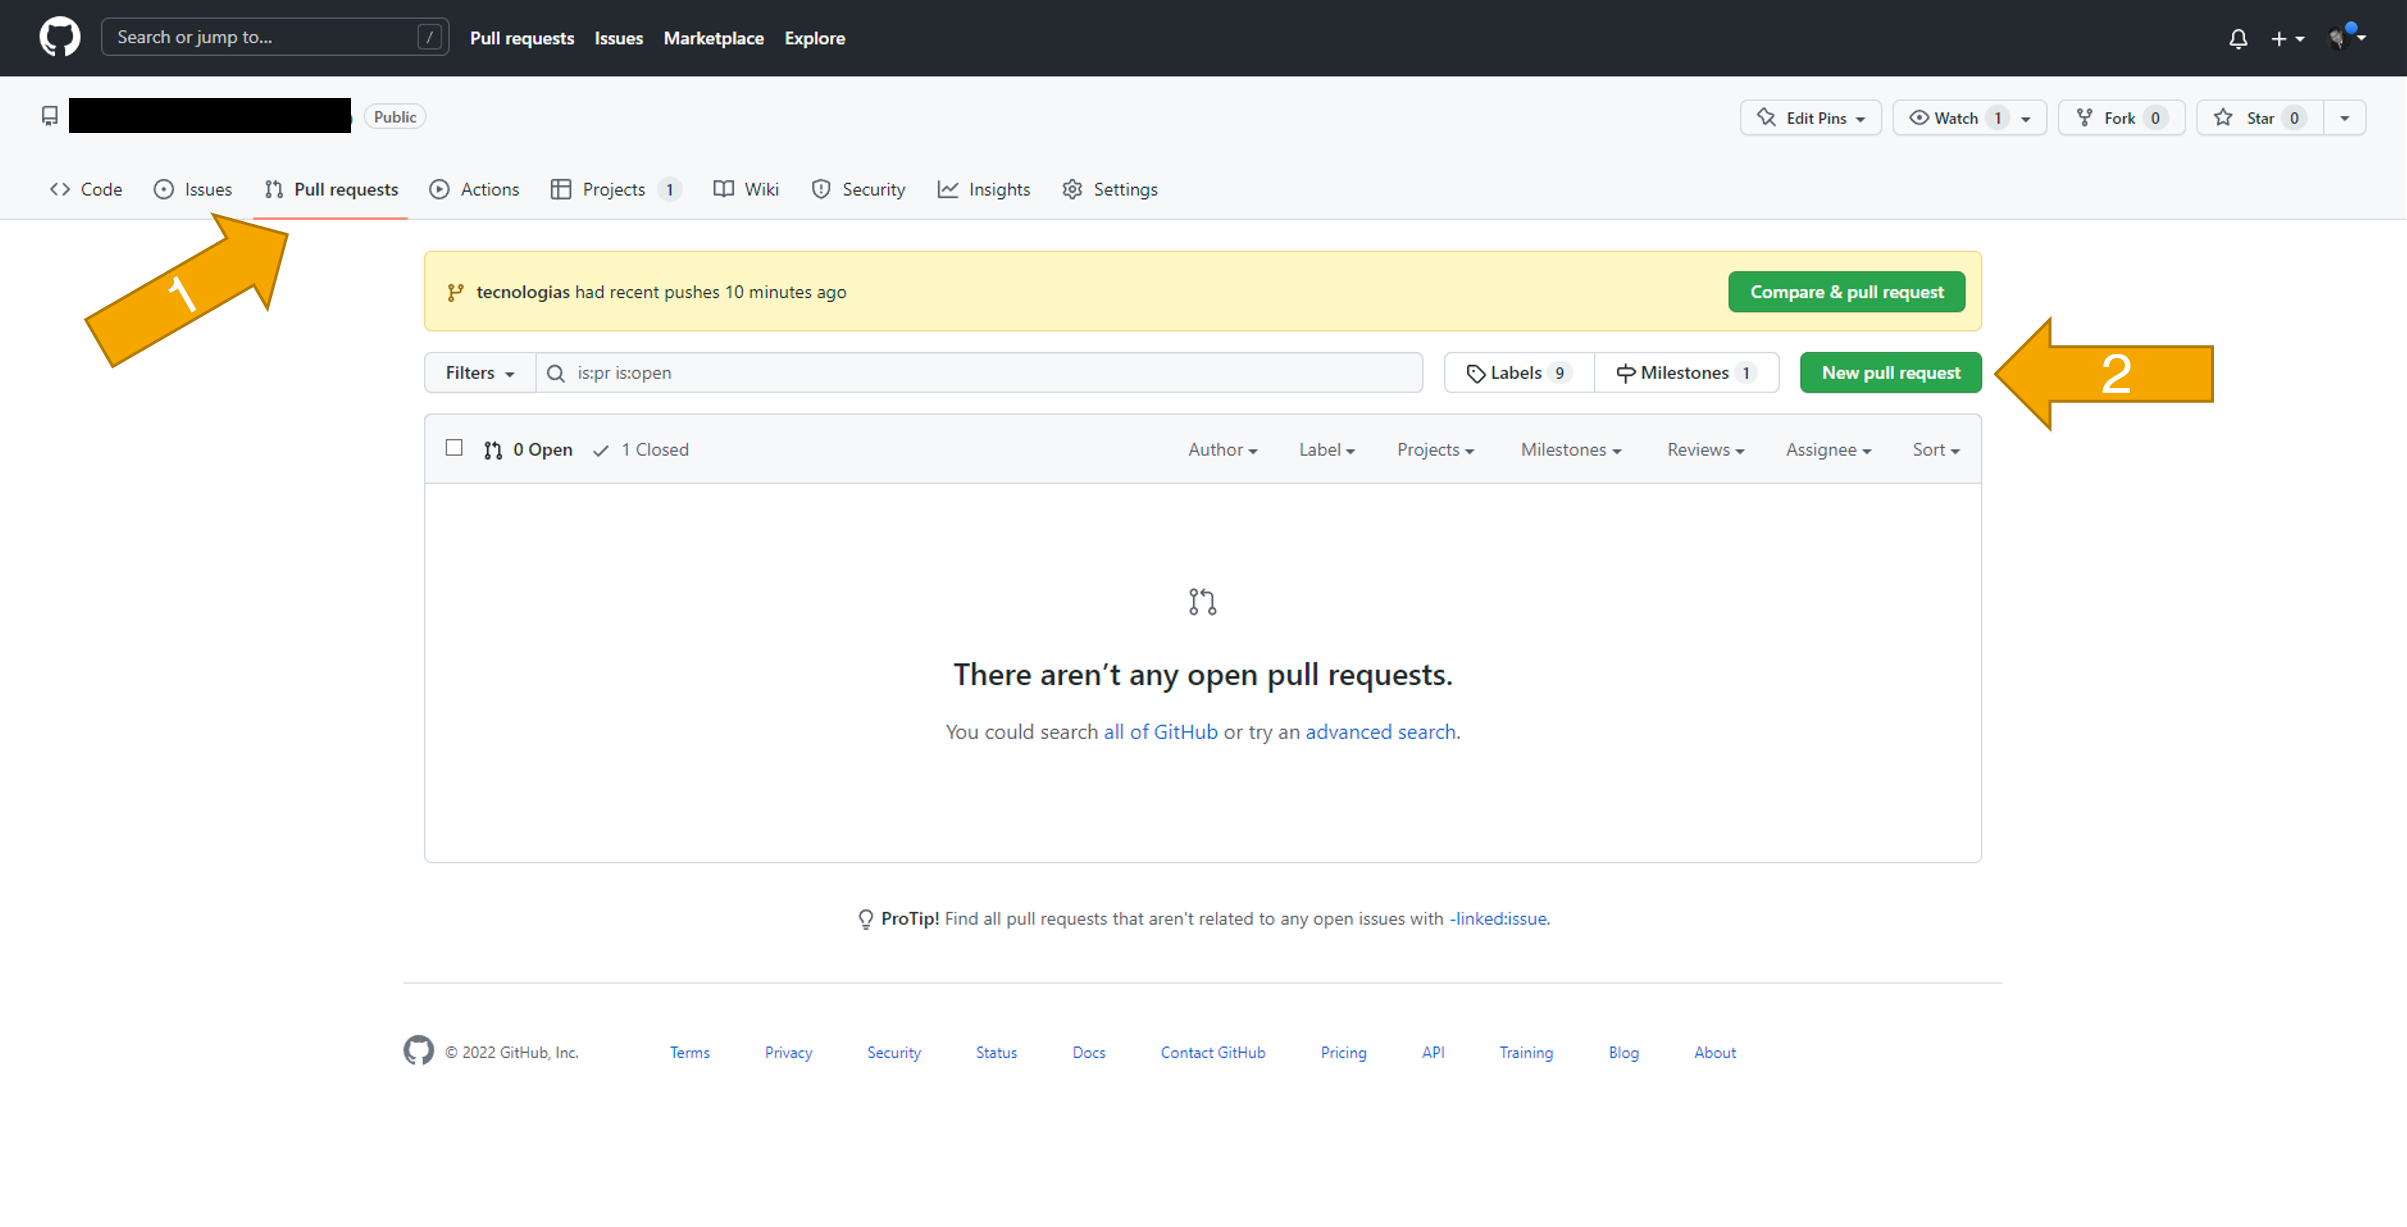 Search or jump to... / Pull requests Issues Marketplace Explore
Public Edit Pins Watch 1 Fork 0 Star 0
Code Issues Pull requests Actions Projects 1 Wiki Security Insights Settings
1
tecnologias had recent pushes 10 minutes ago Compare & pull request
Filters is:pr is:open Labels 9 Milestones 1 New pull request 2
0 Open 1 Closed Author Label Projects Milestones Reviews Assignee Sort
There aren’t any open pull requests.
You could search all of GitHub or try an advanced search.
ProTip! Find all pull requests that aren't related to any open issues with -linked:issue.
© 2022 GitHub, Inc. Terms Privacy Security Status Docs Contact GitHub Pricing API Training Blog About